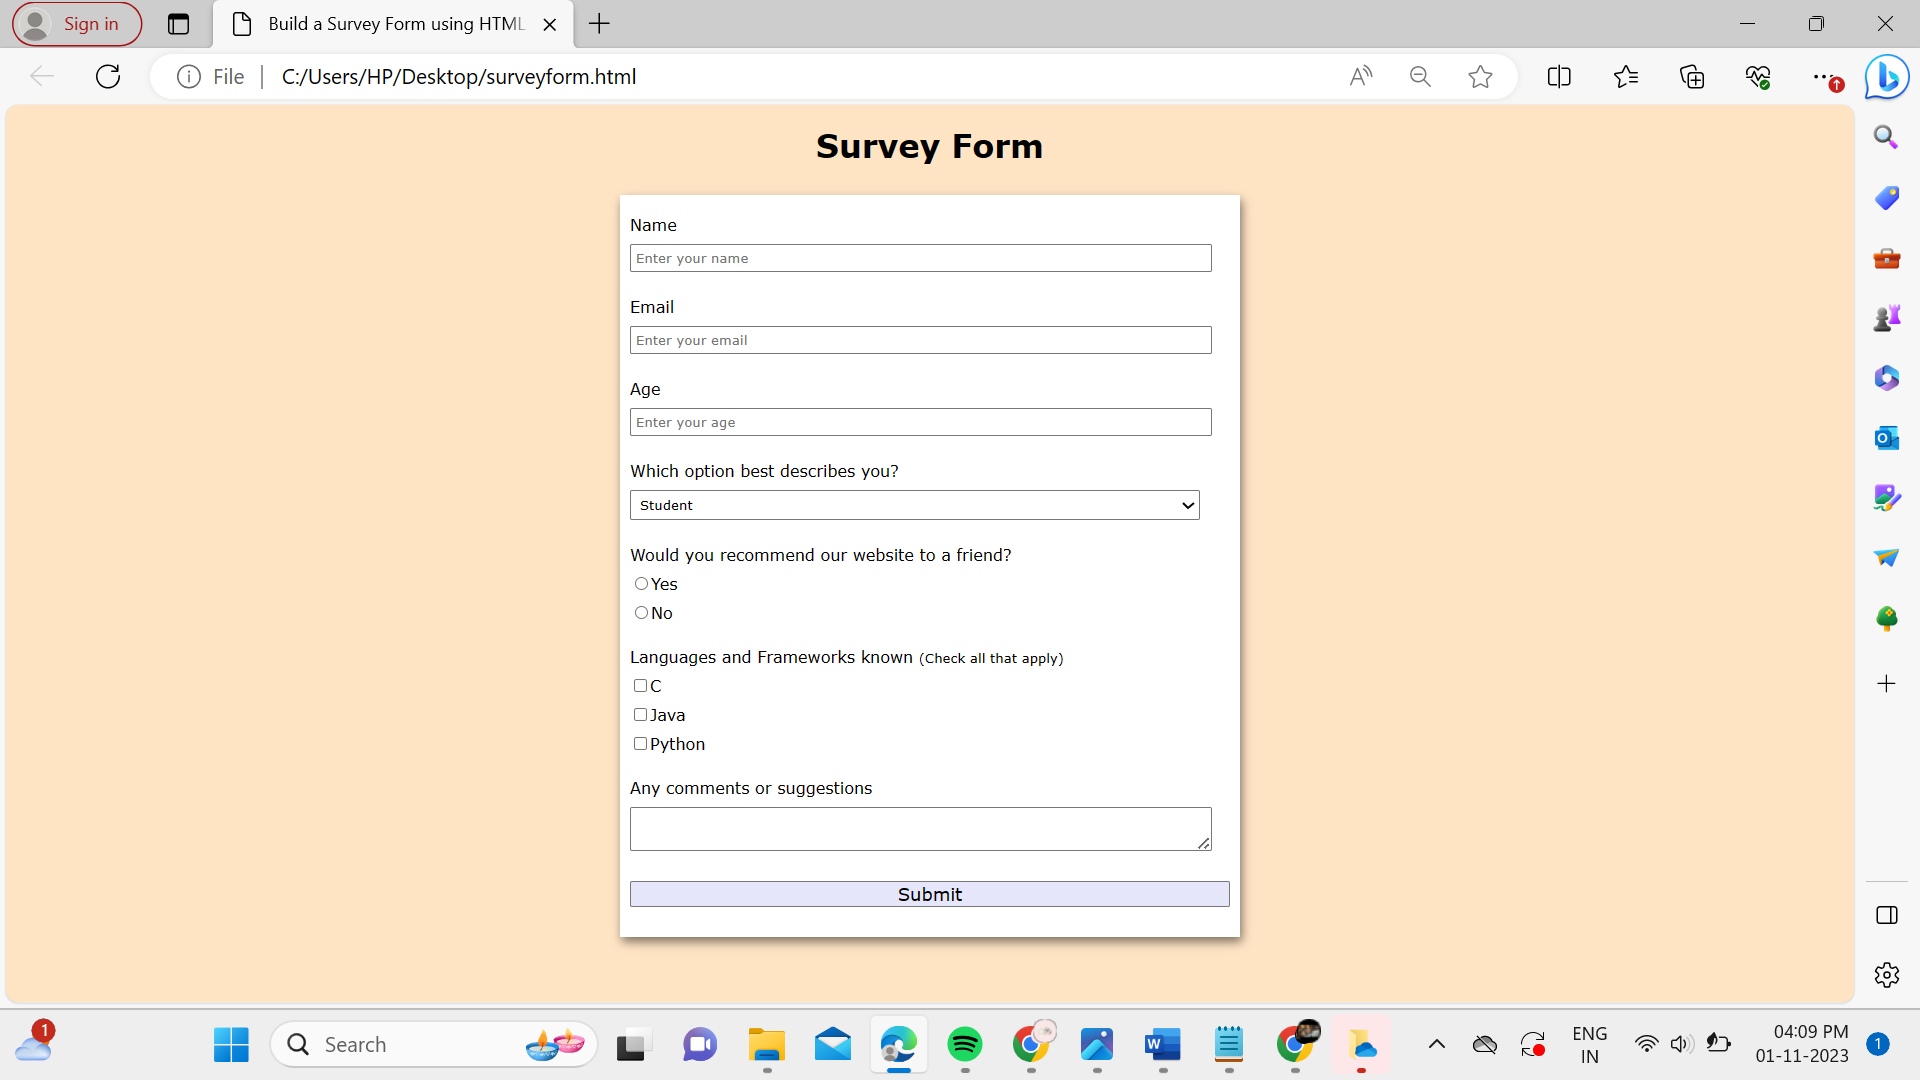 Sign in
Build a Survey Form using HTML
File
C:/Users/HP/Desktop/surveyform.html
Survey Form
Name
Enter your name
Email
Enter your email
Age
Enter your age
Which option best describes you?
Student
Would you recommend our website to a friend?
Yes
No
Languages and Frameworks known (Check all that apply)
C
Java
Python
Any comments or suggestions
Submit
1
Search
ENG
IN
04:09 PM
01-11-2023
1